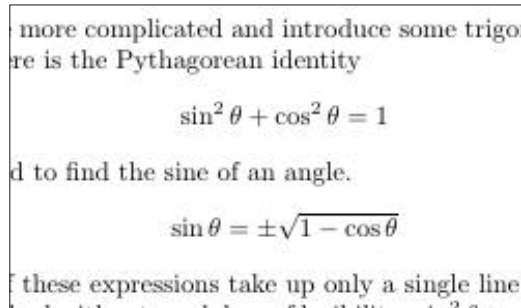 more complicated and introduce some
re is the Pythagorean identity
sin² θ + cos² θ = 1
d to find the sine of an angle.
sin θ = ±√(1 − cos θ)
these expressions take up only a single line